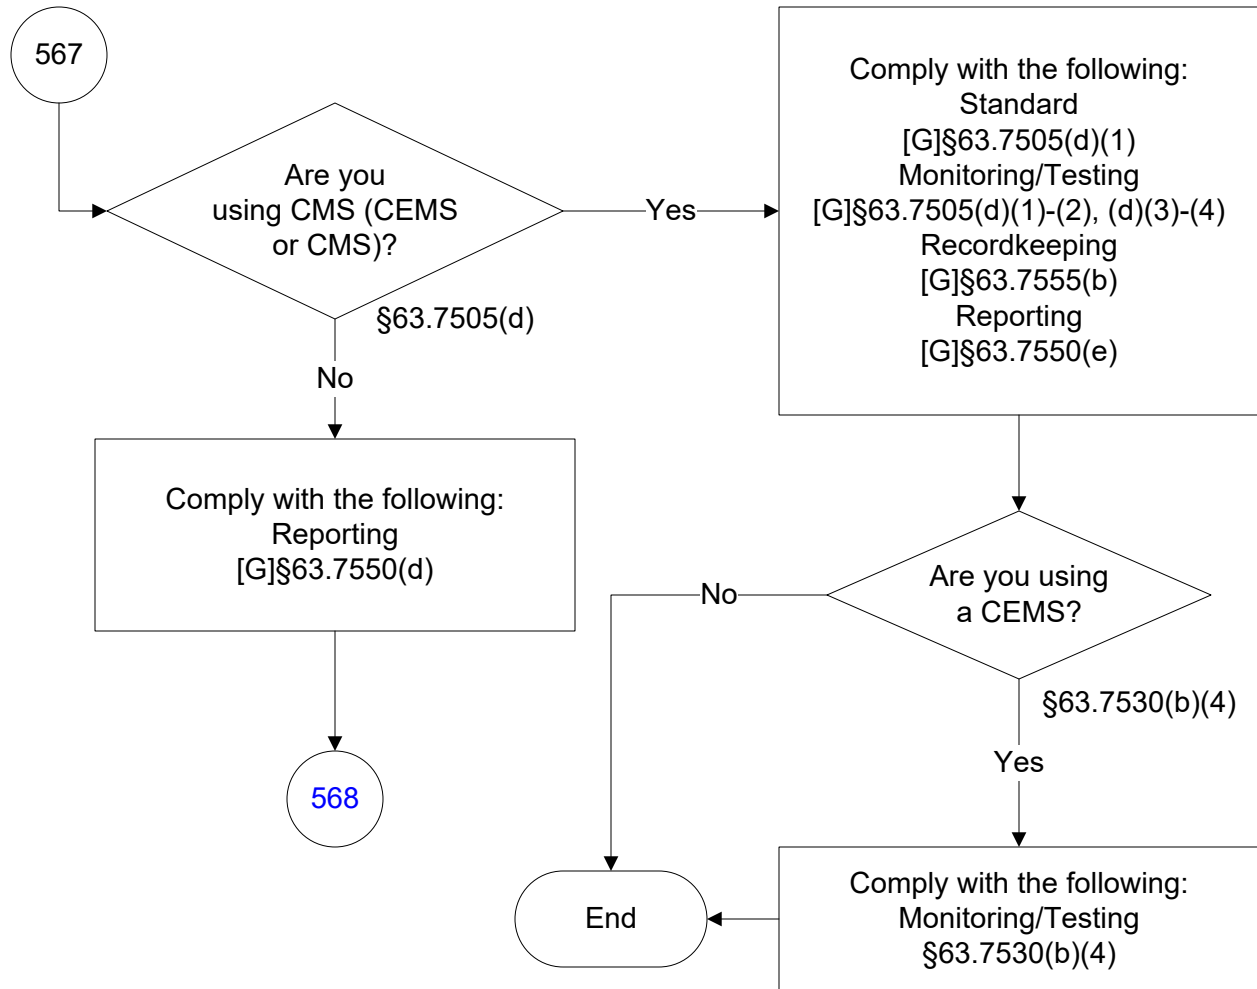 567
Are you
using CMS (CEMS
or CMS)?
Yes
§63.7505(d)
No
Comply with the following:
Standard
[G]§63.7505(d)(1)
Monitoring/Testing
[G]§63.7505(d)(1)-(2), (d)(3)-(4)
Recordkeeping
[G]§63.7555(b)
Reporting
[G]§63.7550(e)
Comply with the following:
Reporting
[G]§63.7550(d)
568
Are you using
a CEMS?
No
§63.7530(b)(4)
Yes
Comply with the following:
Monitoring/Testing
§63.7530(b)(4)
End